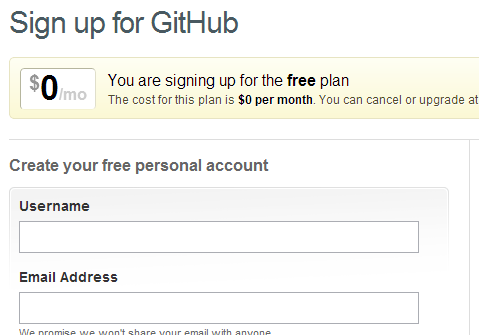 Sign up for GitHub
$0/mo
You are signing up for the free plan
The cost for this plan is $0 per month. You can cancel or upgrade at
Create your free personal account
Username
Email Address
We promise we won't share your email with anyone.